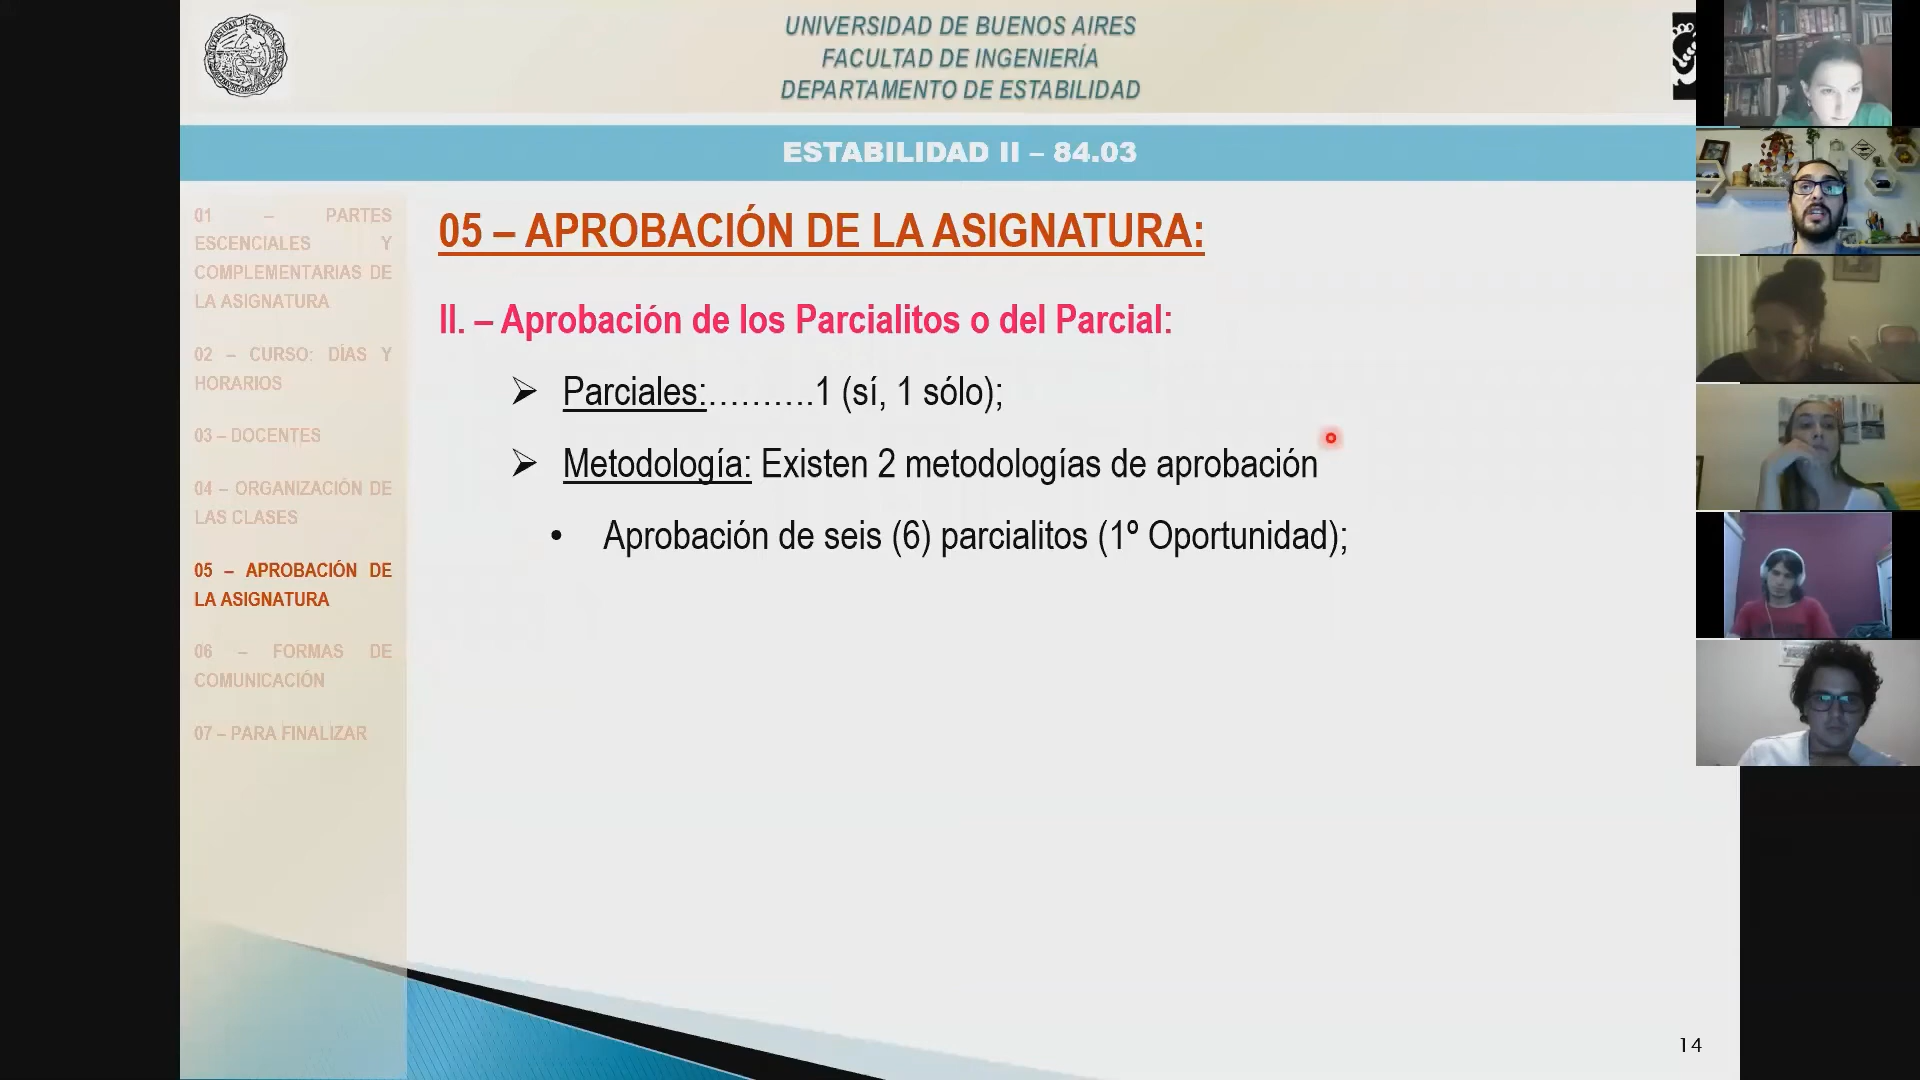 UNIVERSIDAD DE BUENOS AIRES
FACULTAD DE INGENIERÍA
DEPARTAMENTO DE ESTABILIDAD
ESTABILIDAD II – 84.03
01 – PARTES
ESCENCIALES Y
COMPLEMENTARIAS DE
LA ASIGNATURA
02 – CURSO: DÍAS Y
HORARIOS
03 – DOCENTES
04 – ORGANIZACIÓN DE
LAS CLASES
05 – APROBACIÓN DE
LA ASIGNATURA
06 – FORMAS DE
COMUNICACIÓN
07 – PARA FINALIZAR
05 – APROBACIÓN DE LA ASIGNATURA:
II. – Aprobación de los Parcialitos o del Parcial:
➢ Parciales:……….1 (sí, 1 sólo);
➢ Metodología: Existen 2 metodologías de aprobación
• Aprobación de seis (6) parcialitos (1º Oportunidad);
14